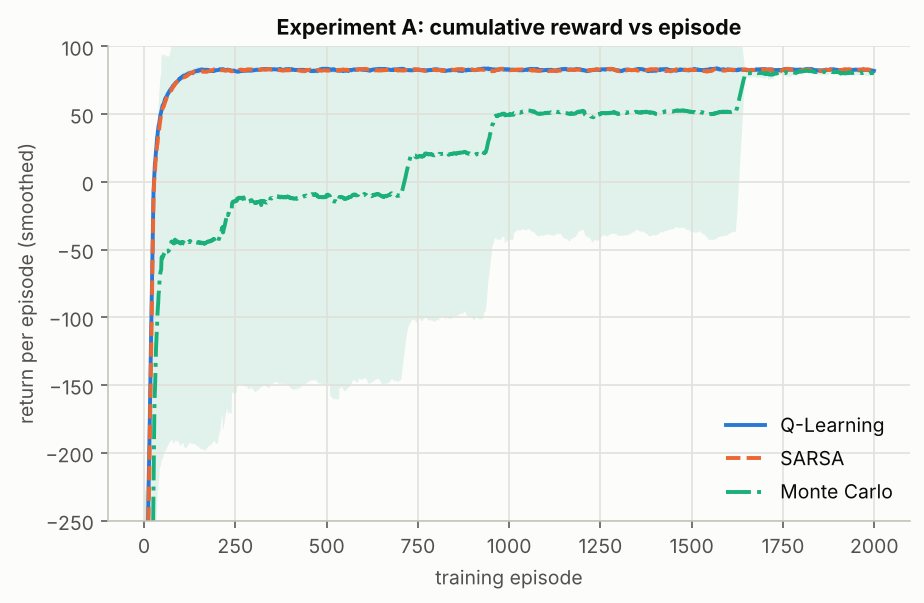 Experiment A: cumulative reward vs episode
return per episode (smoothed)
100
50
0
−50
−100
−150
−200
−250
Q-Learning
SARSA
Monte Carlo
0 250 500 750 1000 1250 1500 1750 2000
training episode